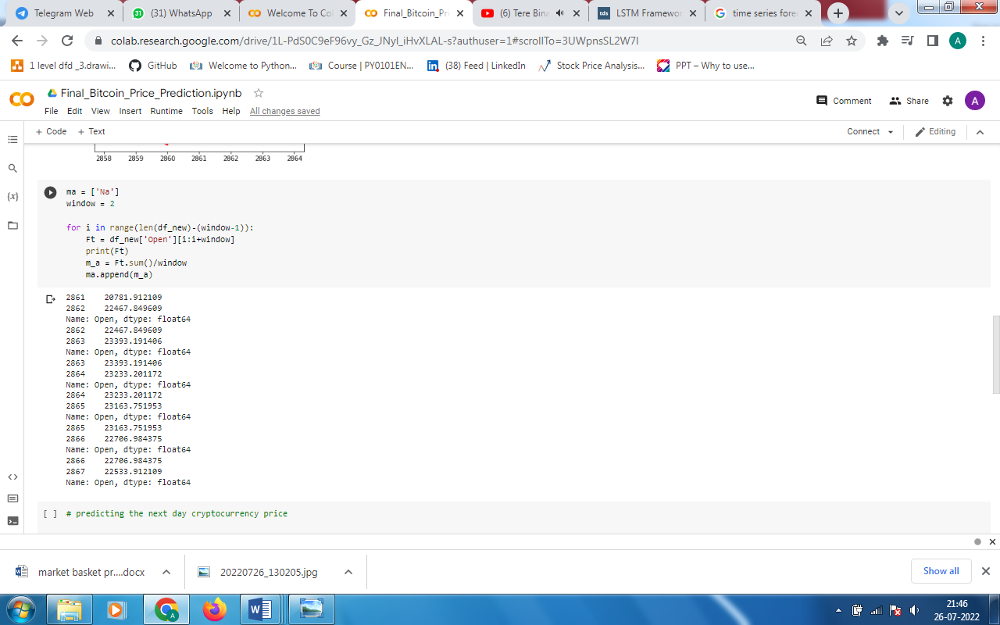 Telegram Web
(31) WhatsApp
Welcome To Co
Final_Bitcoin_Pr
(6) Tere Bina
LSTM Framewor
time series fore
colab.research.google.com/drive/1L-PdS0C9eF96vy_Gz_JNyl_iHvXLAL-s?authuser=1#scrollTo=3UWpnsSL2W7I
1 level dfd _3.drawi...
GitHub
Welcome to Python...
Course | PY0101EN...
(38) Feed | LinkedIn
Stock Price Analysis...
PPT – Why to use...
Final_Bitcoin_Price_Prediction.ipynb
Comment
Share
A
File Edit View Insert Runtime Tools Help All changes saved
+ Code + Text
Connect
Editing
2858 2859 2860 2861 2862 2863 2864
ma = ['Na']
window = 2
for i in range(len(df_new)-(window-1)):
Ft = df_new['Open'][i:i+window]
print(Ft)
m_a = Ft.sum()/window
ma.append(m_a)
2861 20781.912109
2862 22467.849609
Name: Open, dtype: float64
2862 22467.849609
2863 23393.191406
Name: Open, dtype: float64
2863 23393.191406
2864 23233.201172
Name: Open, dtype: float64
2864 23233.201172
2865 23163.751953
Name: Open, dtype: float64
2865 23163.751953
2866 22706.984375
Name: Open, dtype: float64
2866 22706.984375
2867 22533.912109
Name: Open, dtype: float64
[ ] # predicting the next day cryptocurrency price
market basket pr....docx
20220726_130205.jpg
Show all
21:46
26-07-2022